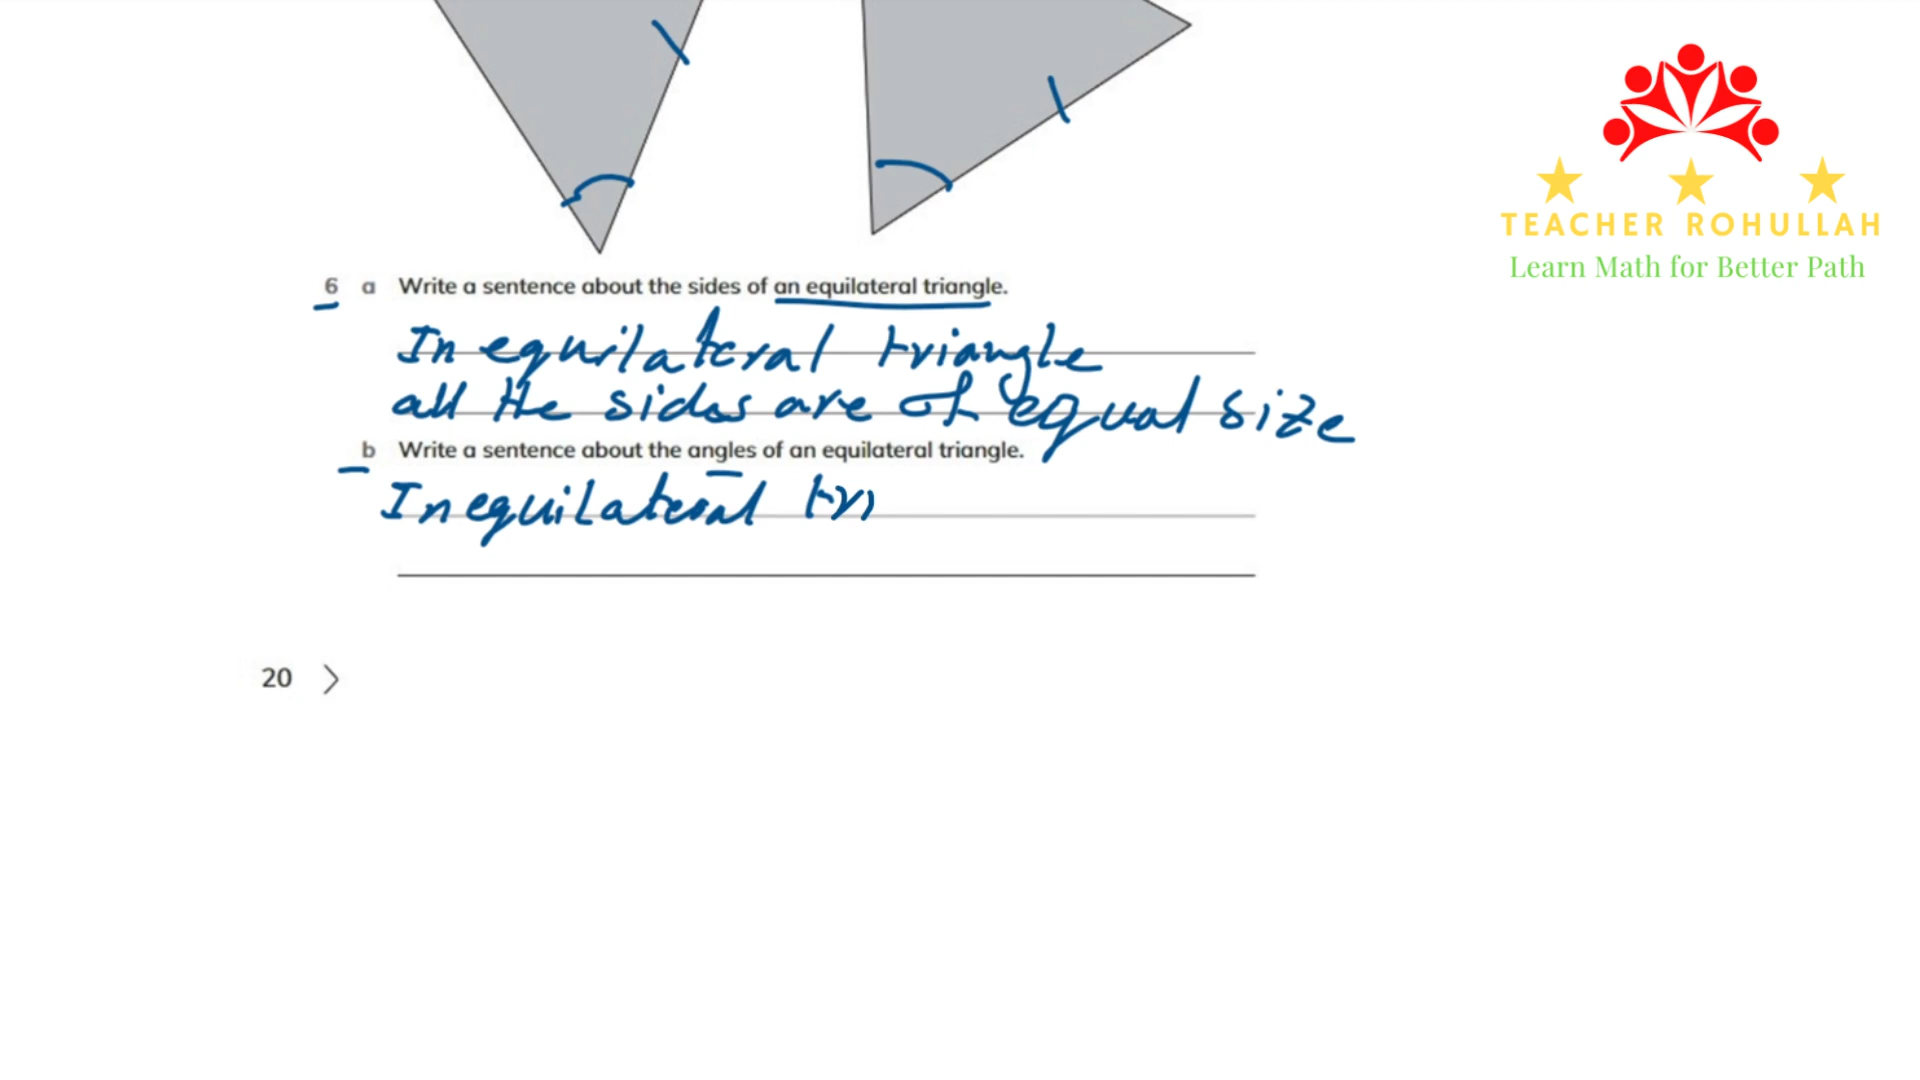 TEACHER ROHULLAH
Learn Math for Better Path
6 a Write a sentence about the sides of an equilateral triangle.
In equilateral triangle
all the sides are of equal size
b Write a sentence about the angles of an equilateral triangle.
In equilateral tri
20